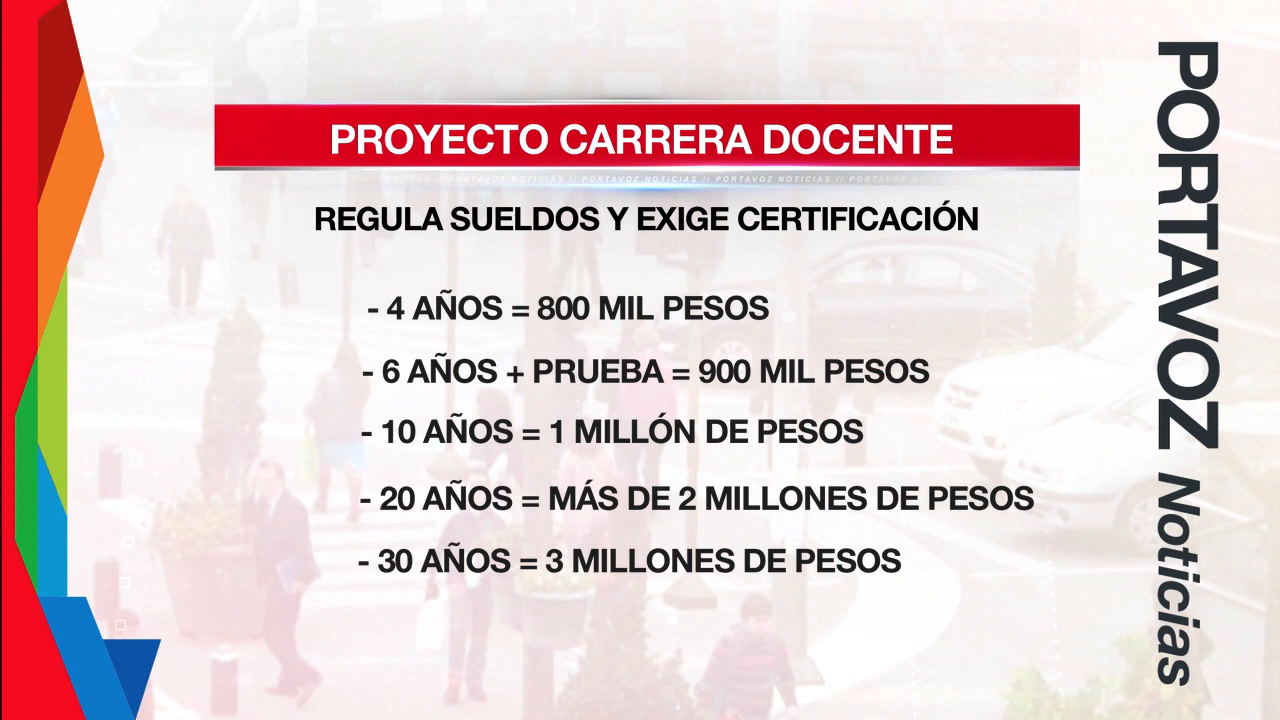 PROYECTO CARRERA DOCENTE
PORTAVOZ NOTICIAS // PORTAVOZ NOTICIAS // PORTAVOZ NOTICIAS // PORTAVOZ NOTICIAS
REGULA SUELDOS Y EXIGE CERTIFICACIÓN
- 4 AÑOS = 800 MIL PESOS
- 6 AÑOS + PRUEBA = 900 MIL PESOS
- 10 AÑOS = 1 MILLÓN DE PESOS
- 20 AÑOS = MÁS DE 2 MILLONES DE PESOS
- 30 AÑOS = 3 MILLONES DE PESOS
PORTAVOZ Noticias